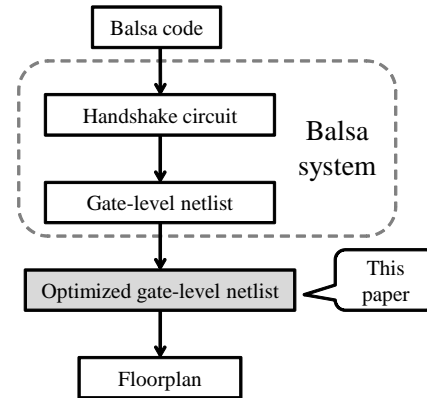 Balsa code
Handshake circuit
Balsa
system
Gate-level netlist
Optimized gate-level netlist
This
paper
Floorplan